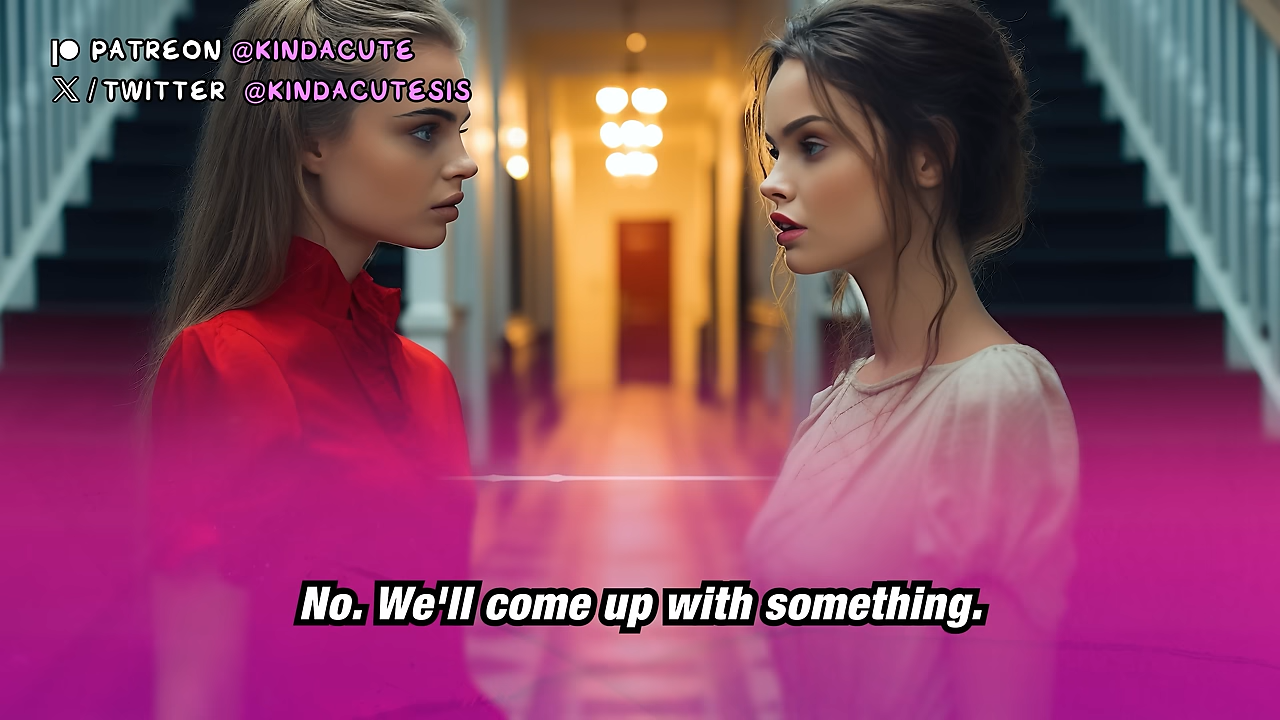 PATREON @KINDACUTE
X / TWITTER @KINDACUTESIS
No. We'll come up with something.